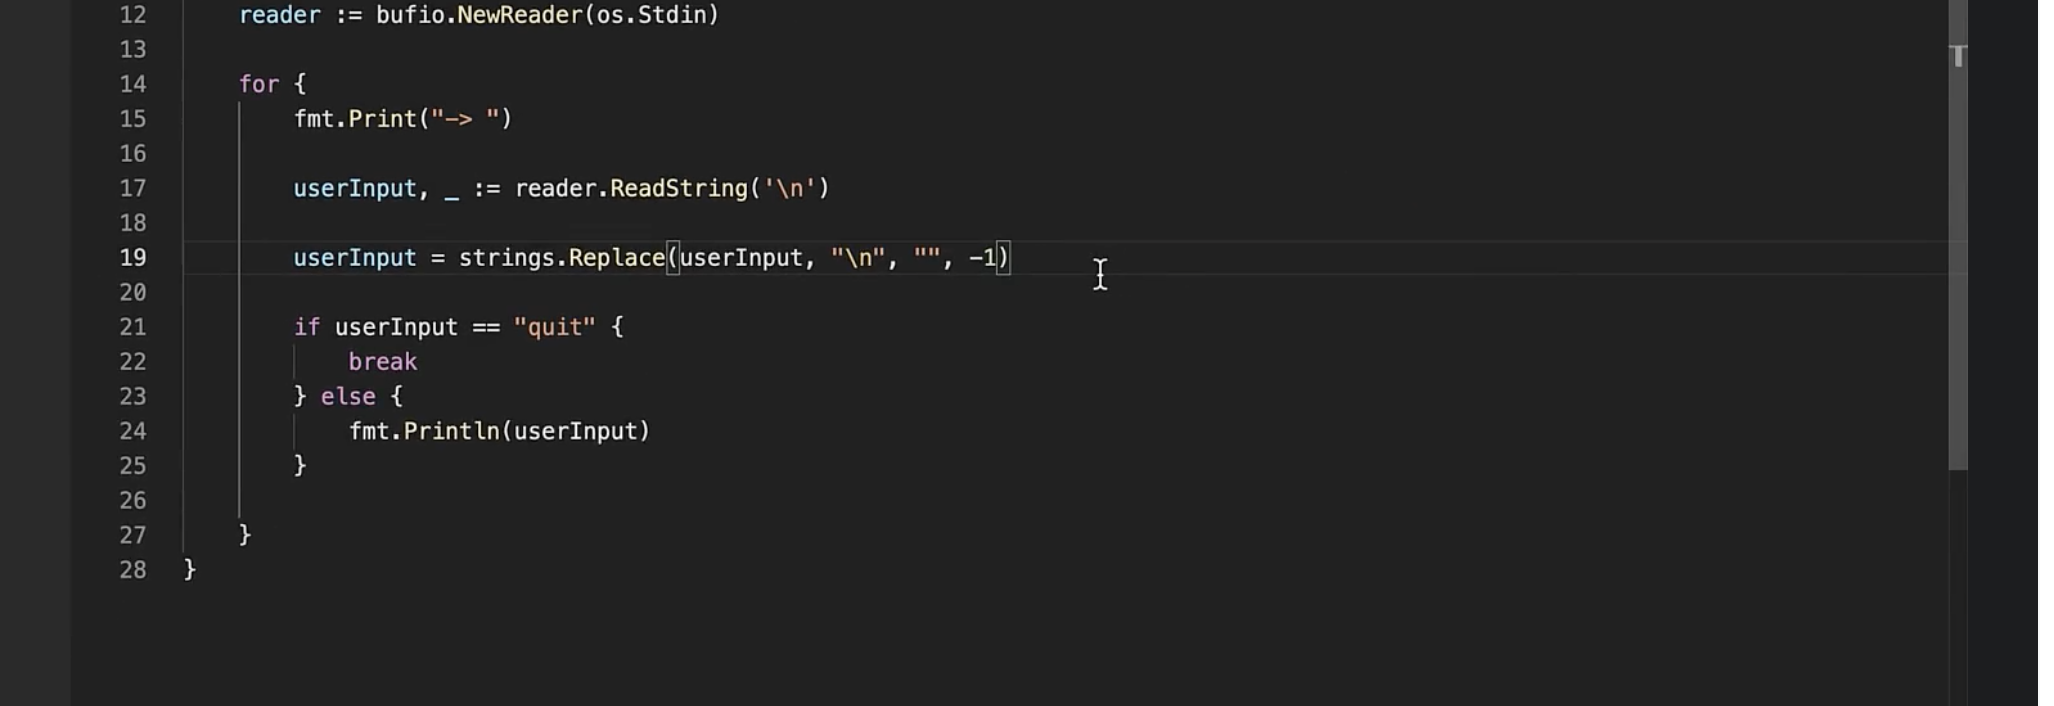 12 reader := bufio.NewReader(os.Stdin)
13
14 for {
15 fmt.Print("-> ")
16
17 userInput, _ := reader.ReadString('\n')
18
19 userInput = strings.Replace(userInput, "\n", "", -1)
20
21 if userInput == "quit" {
22 break
23 } else {
24 fmt.Println(userInput)
25 }
26
27 }
28 }